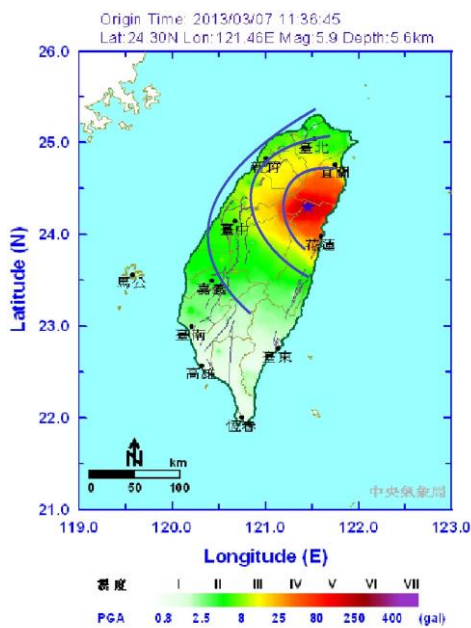 Origin Time: 2013/03/07 11:36:45
Lat:24.30N Lon:121.46E Mag:5.9 Depth:5.6km
26.0
25.0
24.0
23.0
22.0
21.0
Latitude (N)
臺北
新竹
宜蘭
臺中
花蓮
馬公
嘉義
臺南
臺東
高雄
恆春
N
km
0 50 100
中央氣象局
119.0 120.0 121.0 122.0 123.0
Longitude (E)
震度 I II III IV V VI VII
PGA 0.8 2.5 8 25 80 250 400 (gal)